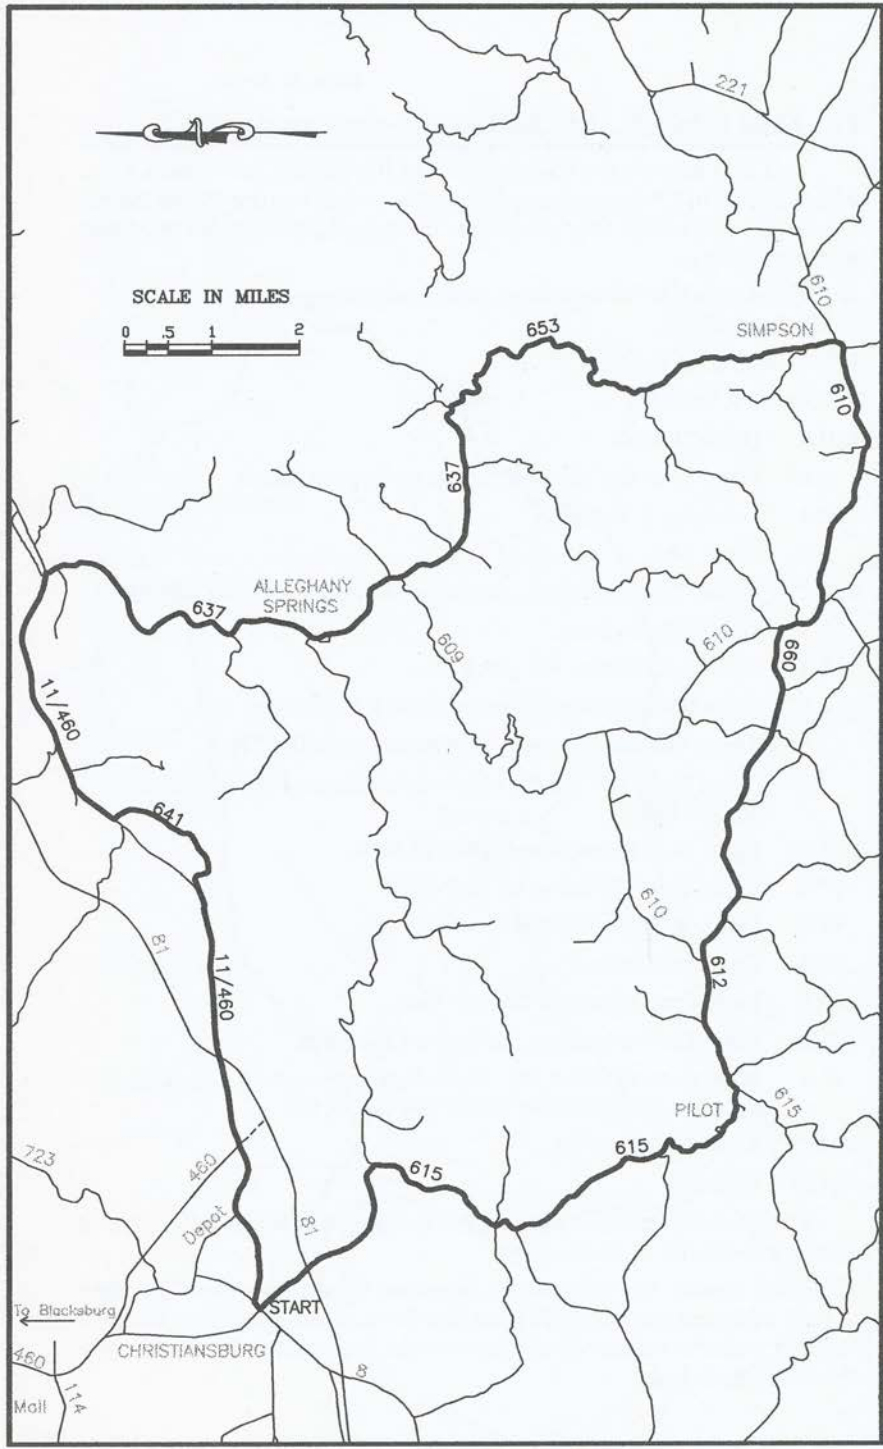 221
SCALE IN MILES
0 .5 1 2
610
SIMPSON
653
610
637
ALLEGHANY
SPRINGS
637
609
610
690
11/460
641
610
81
11/460
612
PILOT
615
615
615
723
460
Depot
81
START
To Blacksburg
CHRISTIANSBURG
460
8
114
Mall